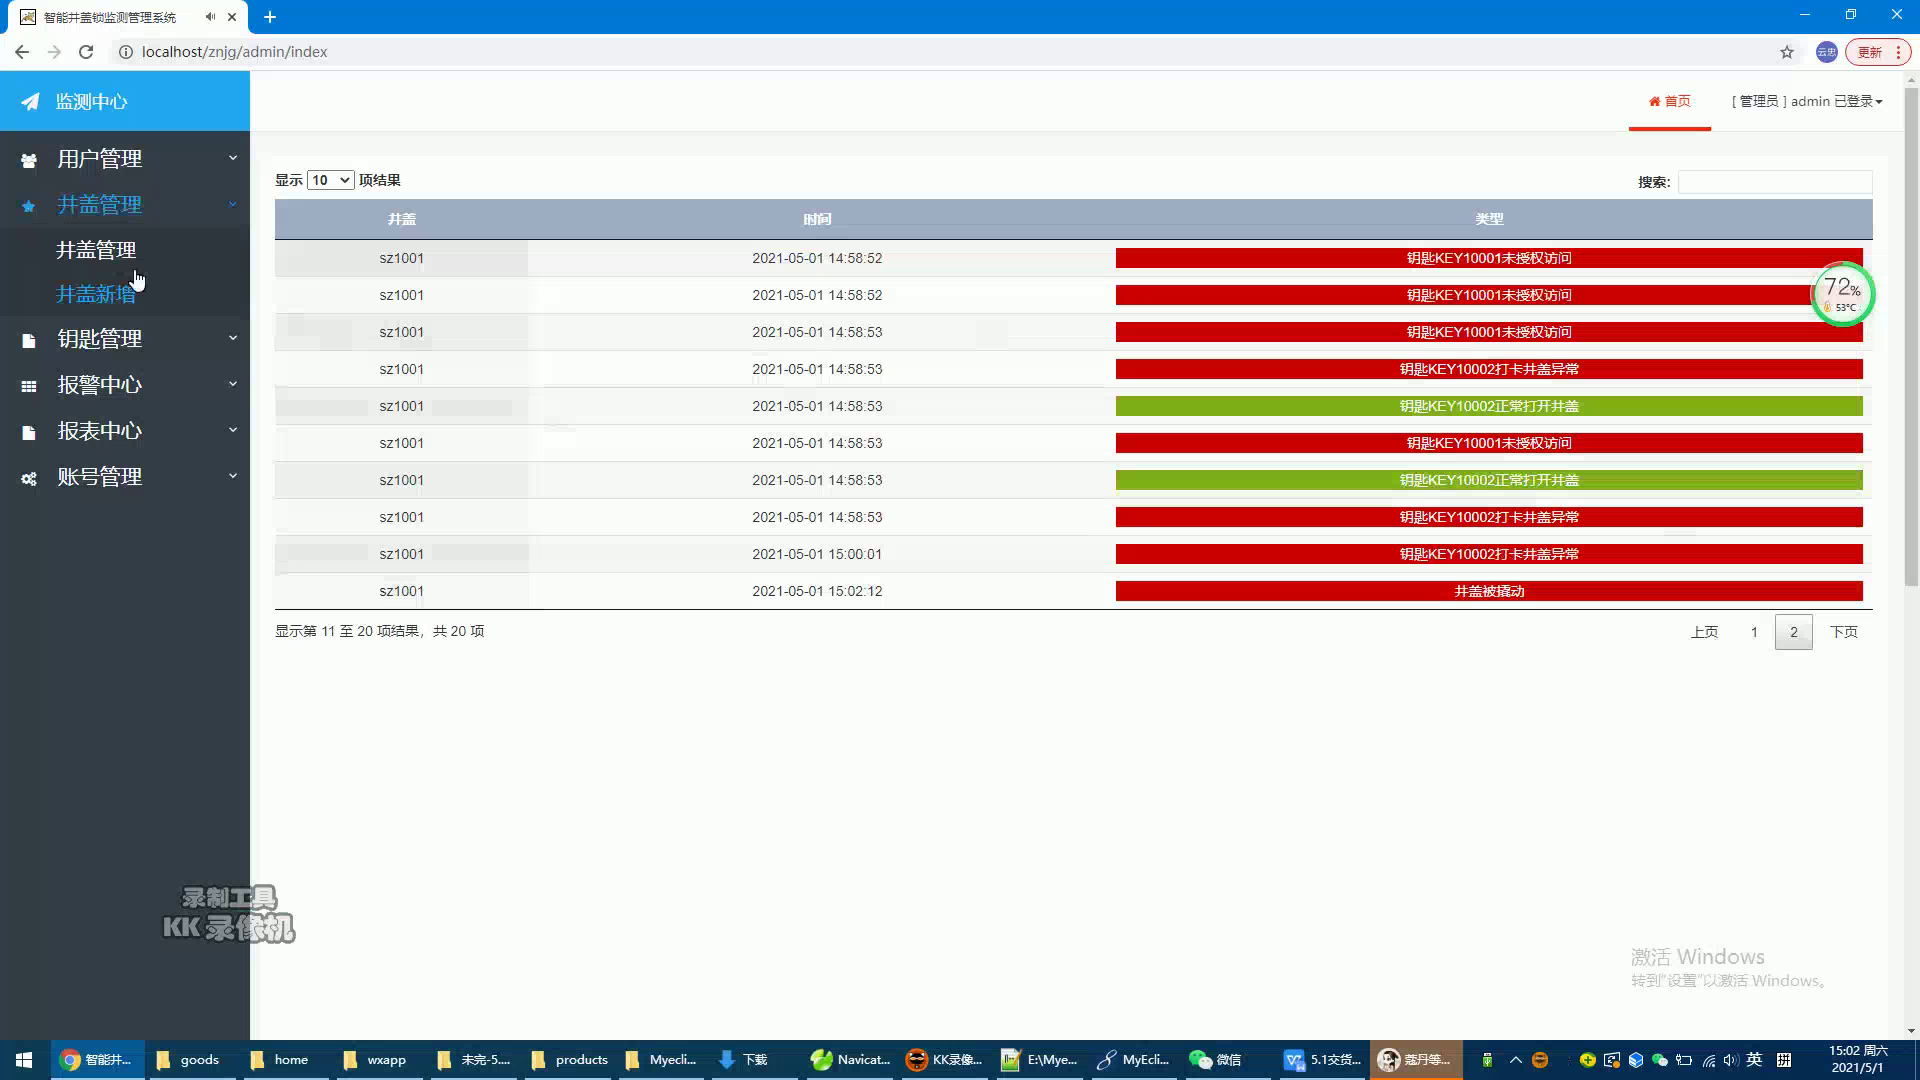 智能井盖锁监测管理系统
localhost/znjg/admin/index
云忠
更新
监测中心
首页
[ 管理员 ] admin 已登录
用户管理
井盖管理
井盖管理
井盖新增
钥匙管理
报警中心
报表中心
账号管理
显示 10 项结果
搜索:
井盖 时间 类型
sz1001 2021-05-01 14:58:52 钥匙KEY10001未授权访问
sz1001 2021-05-01 14:58:52 钥匙KEY10001未授权访问
sz1001 2021-05-01 14:58:53 钥匙KEY10001未授权访问
sz1001 2021-05-01 14:58:53 钥匙KEY10002打卡井盖异常
sz1001 2021-05-01 14:58:53 钥匙KEY10002正常打开井盖
sz1001 2021-05-01 14:58:53 钥匙KEY10001未授权访问
sz1001 2021-05-01 14:58:53 钥匙KEY10002正常打开井盖
sz1001 2021-05-01 14:58:53 钥匙KEY10002打卡井盖异常
sz1001 2021-05-01 15:00:01 钥匙KEY10002打卡井盖异常
sz1001 2021-05-01 15:02:12 井盖被撬动
72%
53°C
显示第 11 至 20 项结果，共 20 项
上页 1 2 下页
录制工具
KK 录像机
激活 Windows
转到"设置"以激活 Windows。
智能井... goods home wxapp 未完-5.... products Myecli... 下载 Navicat... KK录像... E:\Mye... MyEcli... 微信 5.1交货... 蔻丹等... 英 拼
15:02 周六
2021/5/1